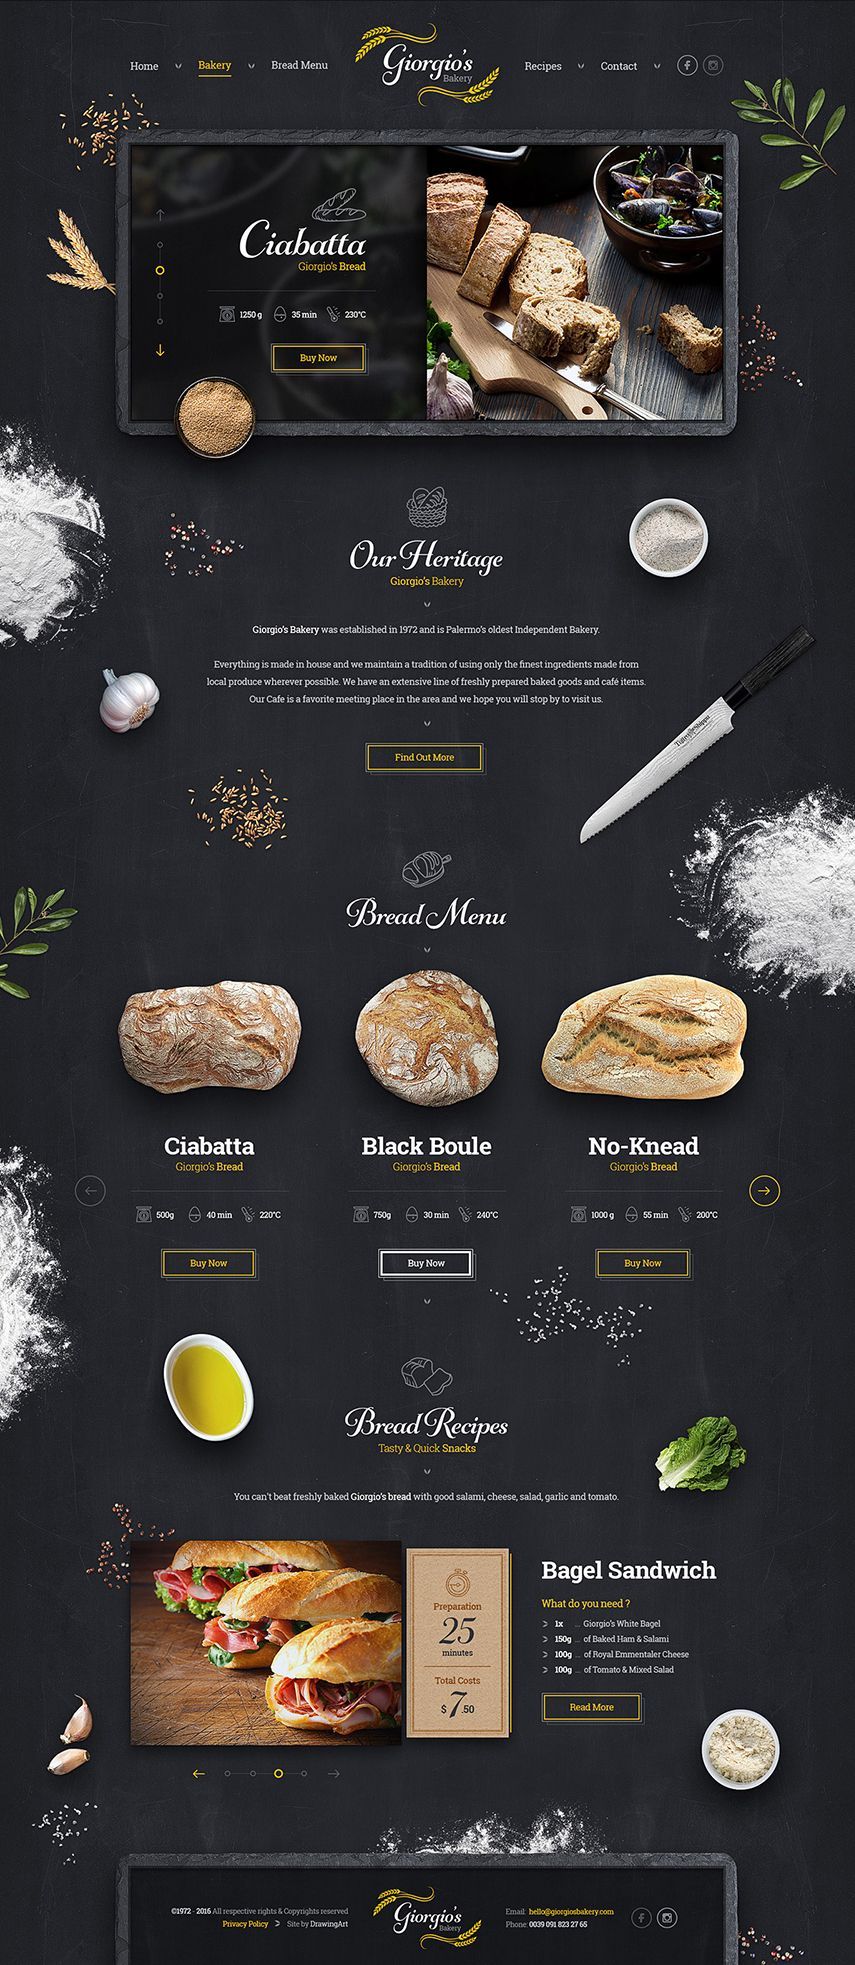 Home
Bakery
Bread Menu
Giorgio's
Bakery
Recipes
Contact
Ciabatta
Giorgio's Bread
1250 g 35 min 230°C
Buy Now
Our Heritage
Giorgio's Bakery
Giorgio's Bakery was established in 1972 and is Palermo's oldest Independent Bakery.
Everything is made in house and we maintain a tradition of using only the finest ingredients made from
local produce wherever possible. We have an extensive line of freshly prepared baked goods and café items.
Our Cafe is a favorite meeting place in the area and we hope you will stop by to visit us.
Find Out More
Bread Menu
Ciabatta
Giorgio's Bread
500g 40 min 220°C
Buy Now
Black Boule
Giorgio's Bread
750g 30 min 240°C
Buy Now
No-Knead
Giorgio's Bread
1000 g 55 min 200°C
Buy Now
Bread Recipes
Tasty & Quick Snacks
You can't beat freshly baked Giorgio's bread with good salami, cheese, salad, garlic and tomato.
Preparation
25
minutes
Total Costs
$7.50
Bagel Sandwich
What do you need ?
1x ... Giorgio's White Bagel
150g ... of Baked Ham & Salami
100g ... of Royal Emmentaler Cheese
100g ... of Tomato & Mixed Salad
Read More
©1972 - 2016 All respective rights & Copyrights reserved
Privacy Policy Site by DrawingArt
Giorgio's
Bakery
Email: hello@giorgiosbakery.com
Phone: 0039 091 823 27 65